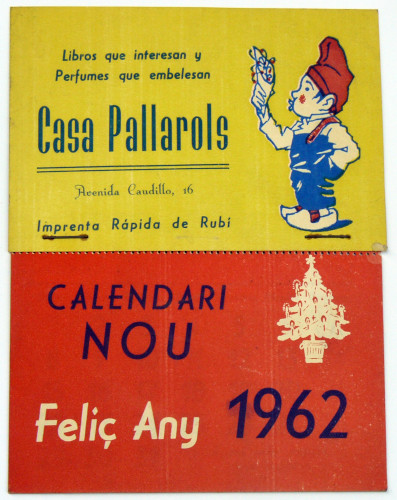 Libros que interesan y
Perfumes que embelesan
Casa Pallarols
Avenida Caudillo, 16
Imprenta Rápida de Rubí
CALENDARI
NOU
Feliç Any 1962